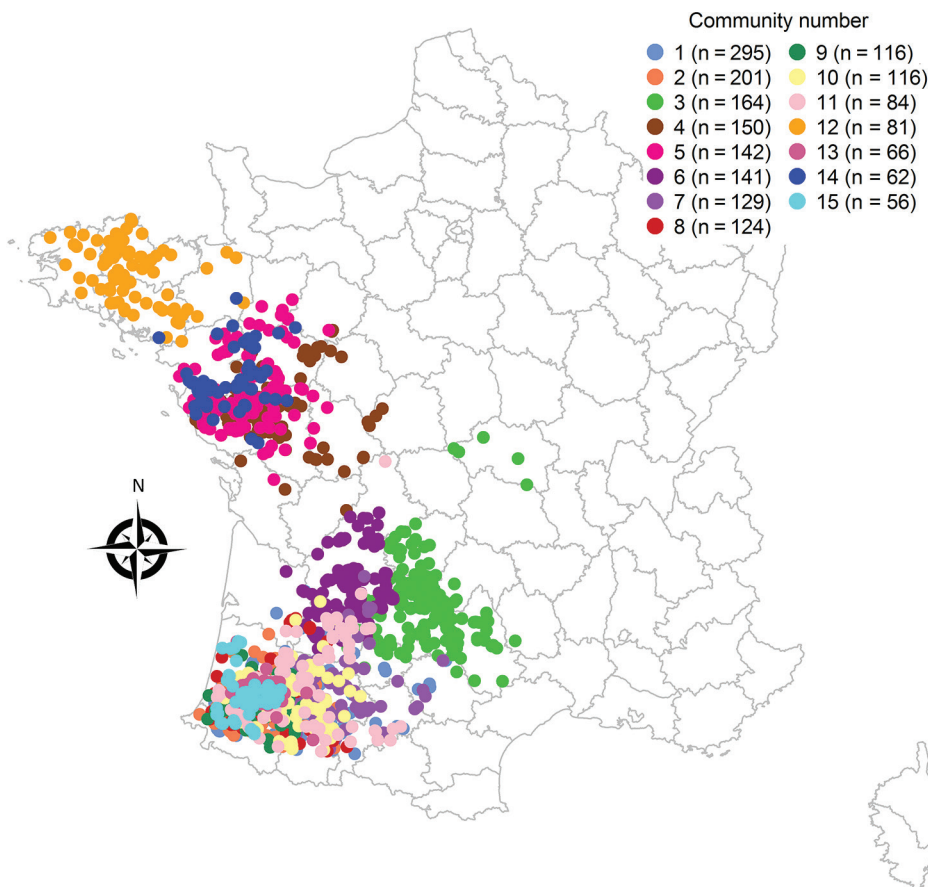 Community number
1 (n = 295)
2 (n = 201)
3 (n = 164)
4 (n = 150)
5 (n = 142)
6 (n = 141)
7 (n = 129)
8 (n = 124)
9 (n = 116)
10 (n = 116)
11 (n = 84)
12 (n = 81)
13 (n = 66)
14 (n = 62)
15 (n = 56)
N